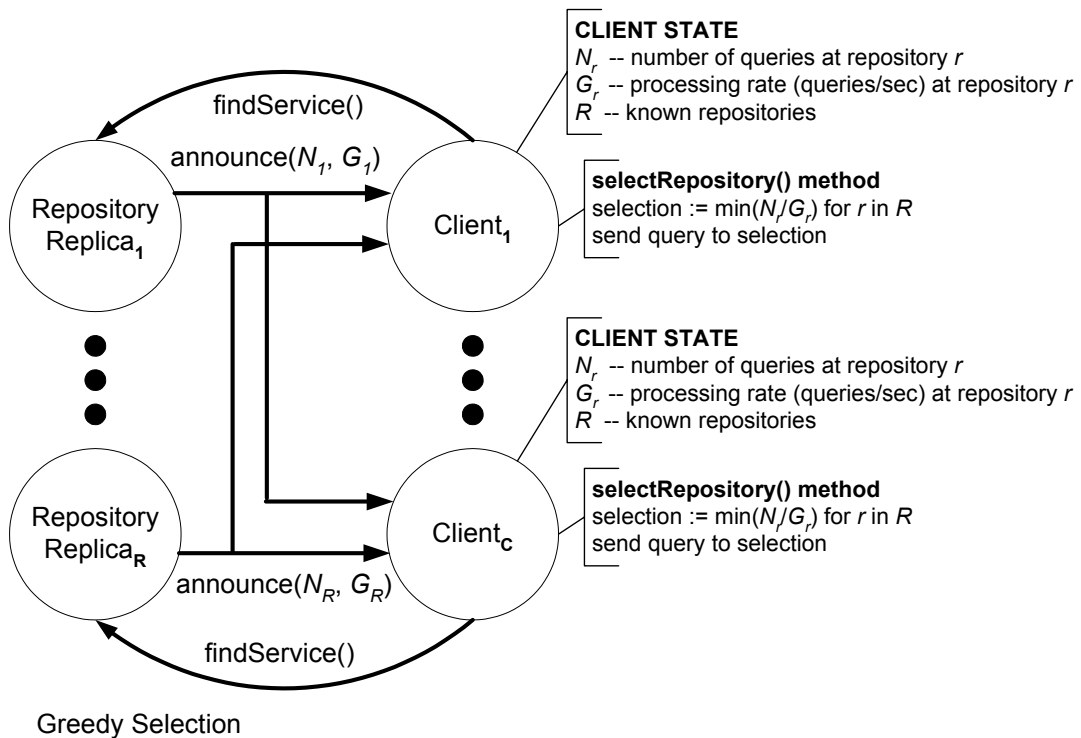 CLIENT STATE
N_r -- number of queries at repository r
G_r -- processing rate (queries/sec) at repository r
R -- known repositories
findService()
announce(N_1, G_1)
Repository
Replica_1
Client_1
selectRepository() method
selection := min(N_r/G_r) for r in R
send query to selection
CLIENT STATE
N_r -- number of queries at repository r
G_r -- processing rate (queries/sec) at repository r
R -- known repositories
Repository
Replica_R
Client_C
selectRepository() method
selection := min(N_r/G_r) for r in R
send query to selection
announce(N_R, G_R)
findService()
Greedy Selection